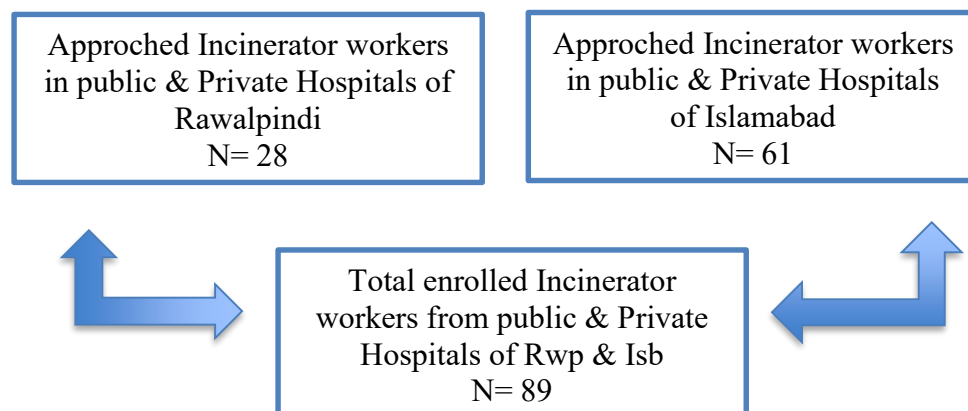 Approched Incinerator workers
in public & Private Hospitals of
Rawalpindi
N= 28
Approched Incinerator workers
in public & Private Hospitals
of Islamabad
N= 61
Total enrolled Incinerator
workers from public & Private
Hospitals of Rwp & Isb
N= 89